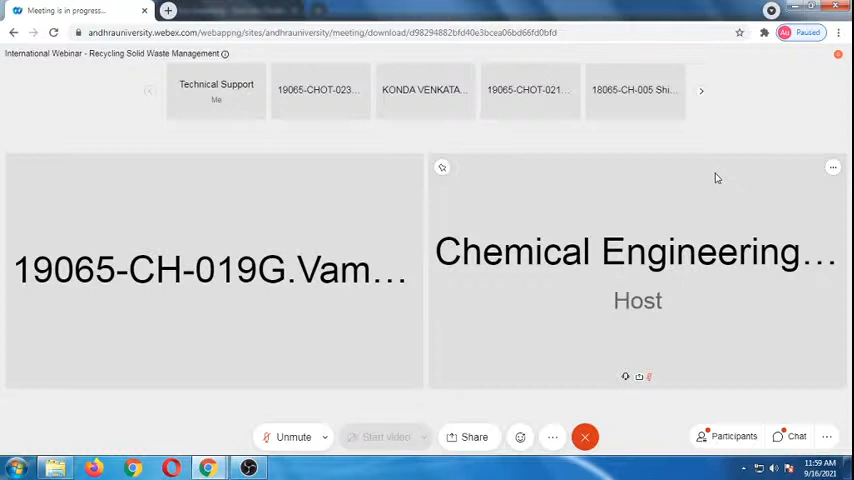 Meeting is in progress...
Au
Paused
andhrauniversity.webex.com/webappng/sites/andhrauniversity/meeting/download/d98294882bfd40e3bcea06bd66fd0bfd
International Webinar - Recycling Solid Waste Management
Technical Support
Me
19065-CHOT-023...
KONDA VENKATA...
19065-CHOT-021...
18065-CH-005 Shi...
19065-CH-019G.Vam...
Chemical Engineering...
Host
Unmute
Start video
Share
Participants
Chat
11:59 AM
9/16/2021